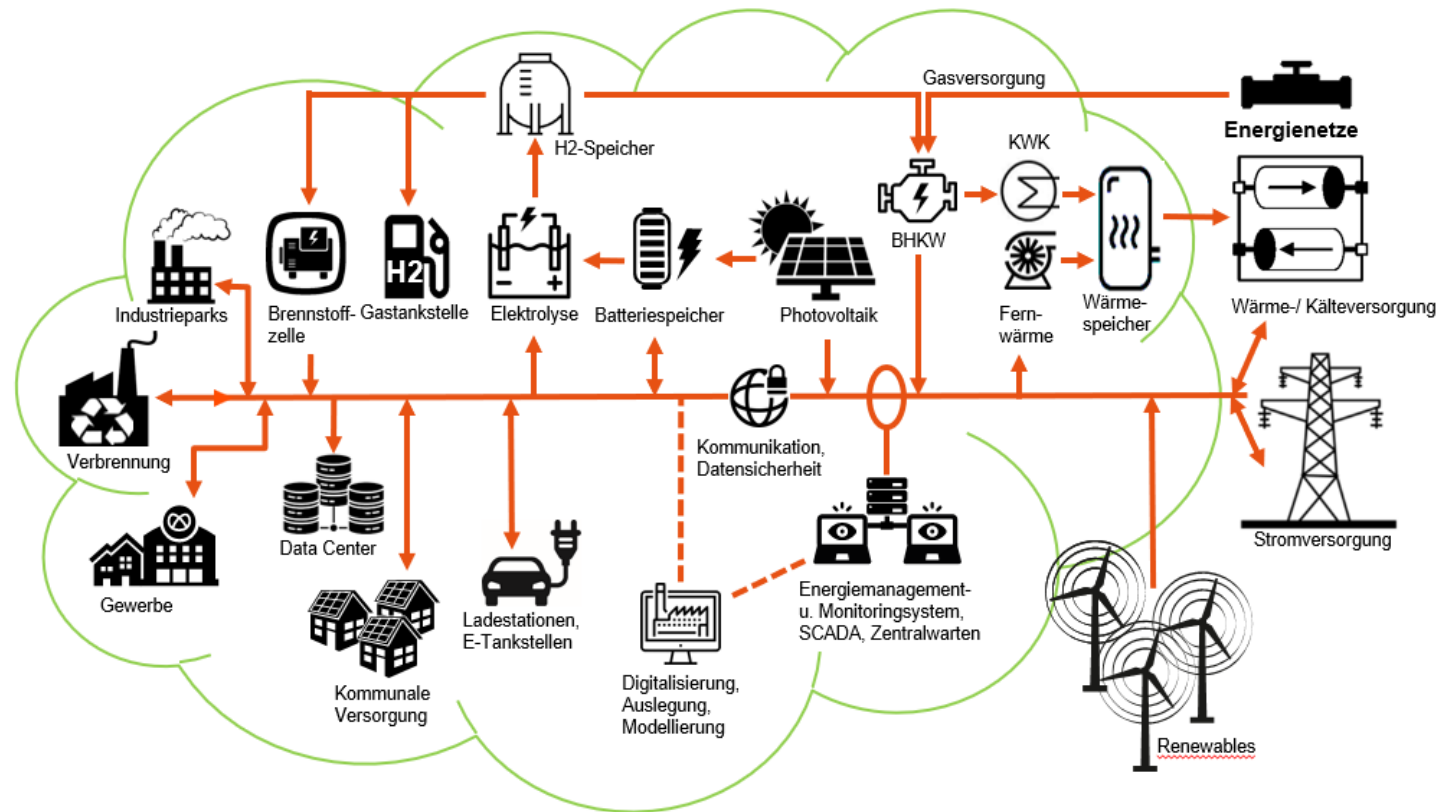 Gasversorgung
Energienetze
H2-Speicher
KWK
BHKW
H2
Industrieparks
Brennstoff-
zelle
Gastankstelle
Elektrolyse
Batteriespeicher
Photovoltaik
Fern-
wärme
Wärme-
speicher
Wärme-/ Kälteversorgung
Verbrennung
Kommunikation,
Datensicherheit
Data Center
Stromversorgung
Gewerbe
Ladestationen,
E-Tankstellen
Energiemanagement-
u. Monitoringsystem,
SCADA, Zentralwarten
Kommunale
Versorgung
Digitalisierung,
Auslegung,
Modellierung
Renewables